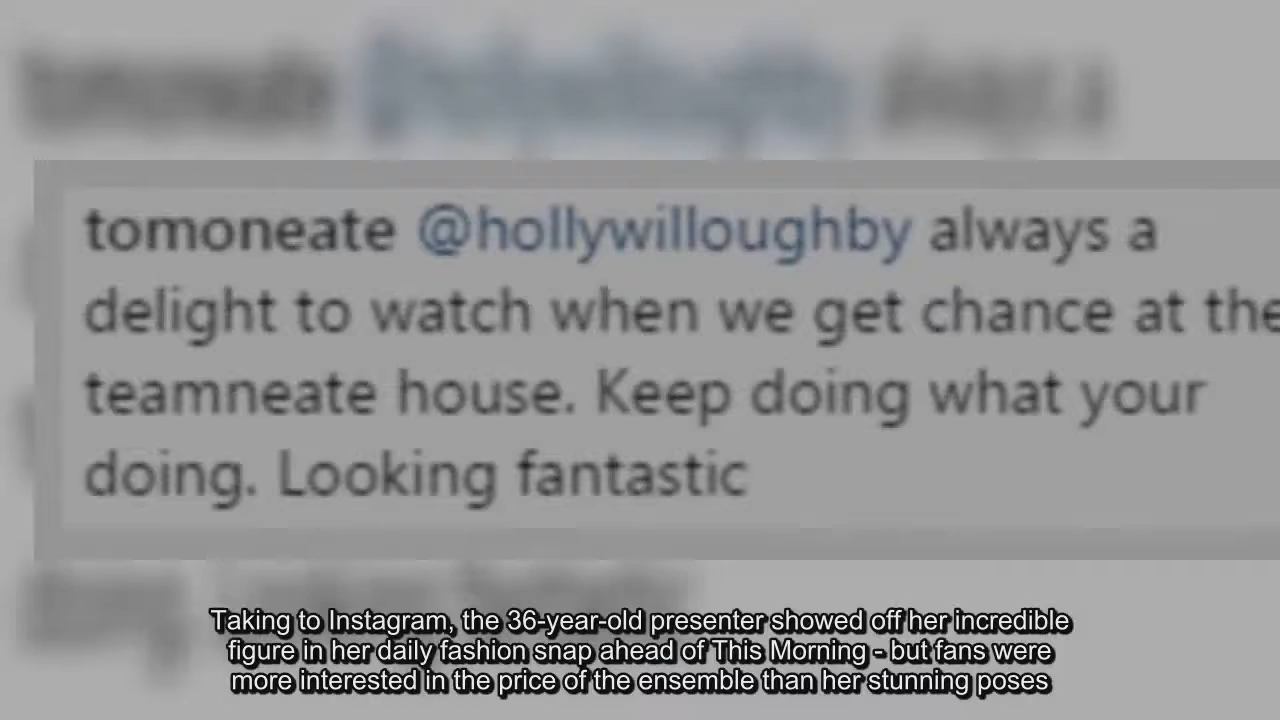 tomoneate @hollywilloughby always a
delight to watch when we get chance at the
teamneate house. Keep doing what your
doing. Looking fantastic
Taking to Instagram, the 36-year-old presenter showed off her incredible
figure in her daily fashion snap ahead of This Morning - but fans were
more interested in the price of the ensemble than her stunning poses